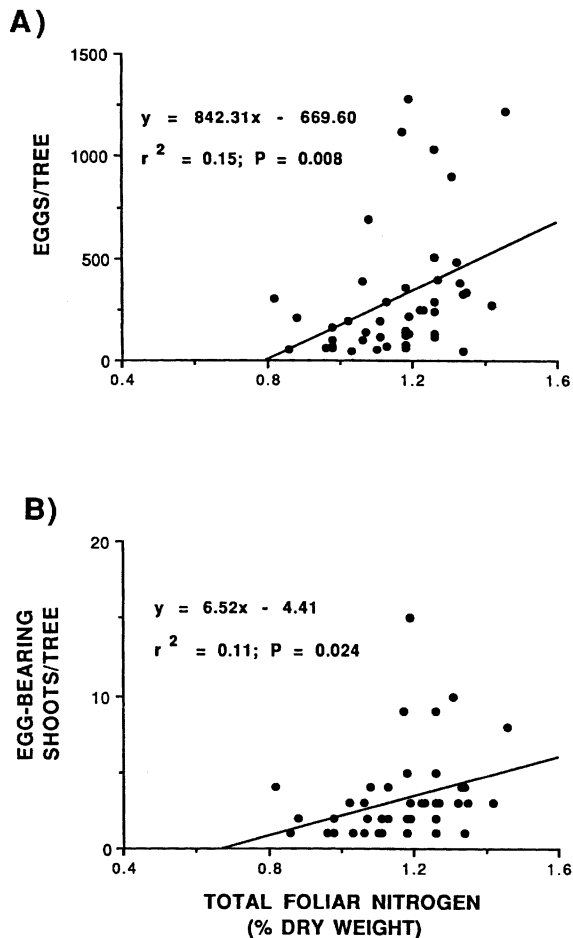 A)
1500
1000
500
0
EGGS/TREE
y = 842.31x - 669.60
r 2 = 0.15; P = 0.008
0.4 0.8 1.2 1.6
B)
20
10
0
EGG-BEARING
SHOOTS/TREE
y = 6.52x - 4.41
r 2 = 0.11; P = 0.024
0.4 0.8 1.2 1.6
TOTAL FOLIAR NITROGEN
(% DRY WEIGHT)